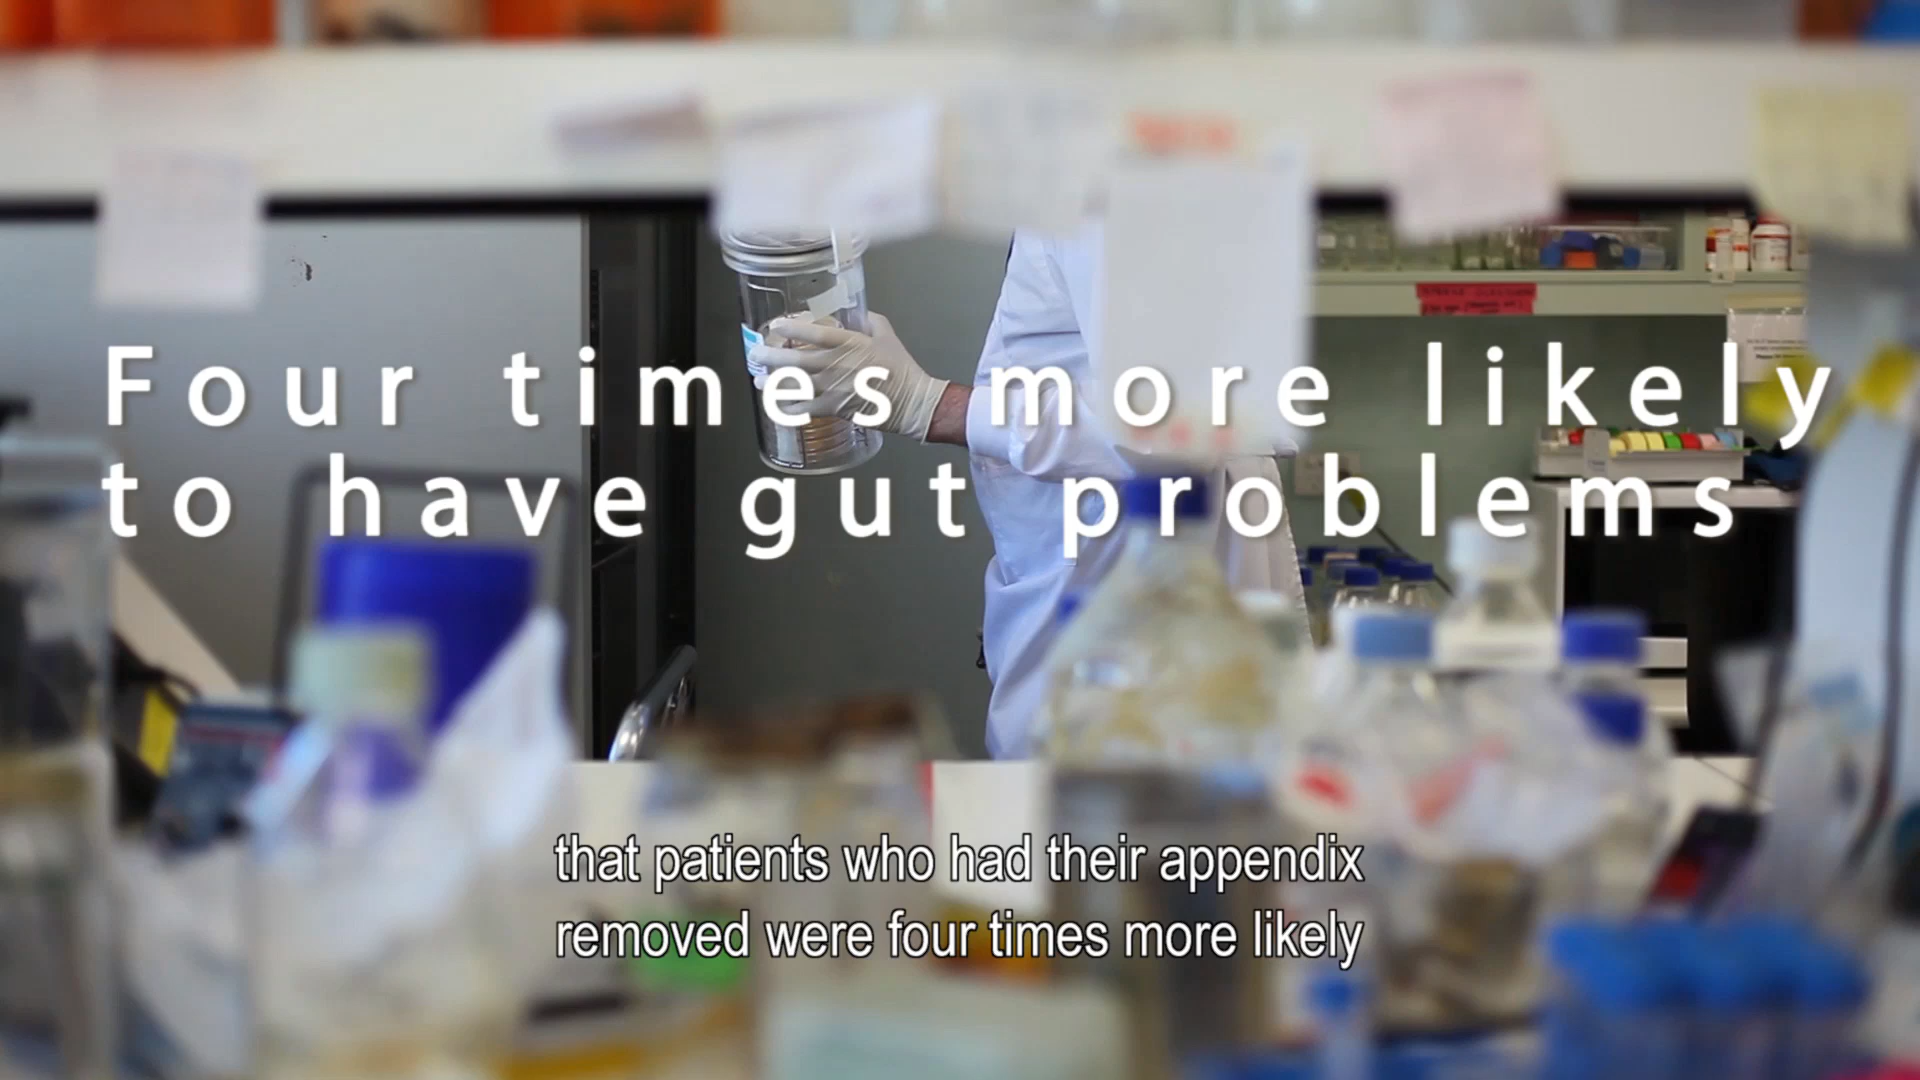 Four times more likely
to have gut problems
that patients who had their appendix
removed were four times more likely